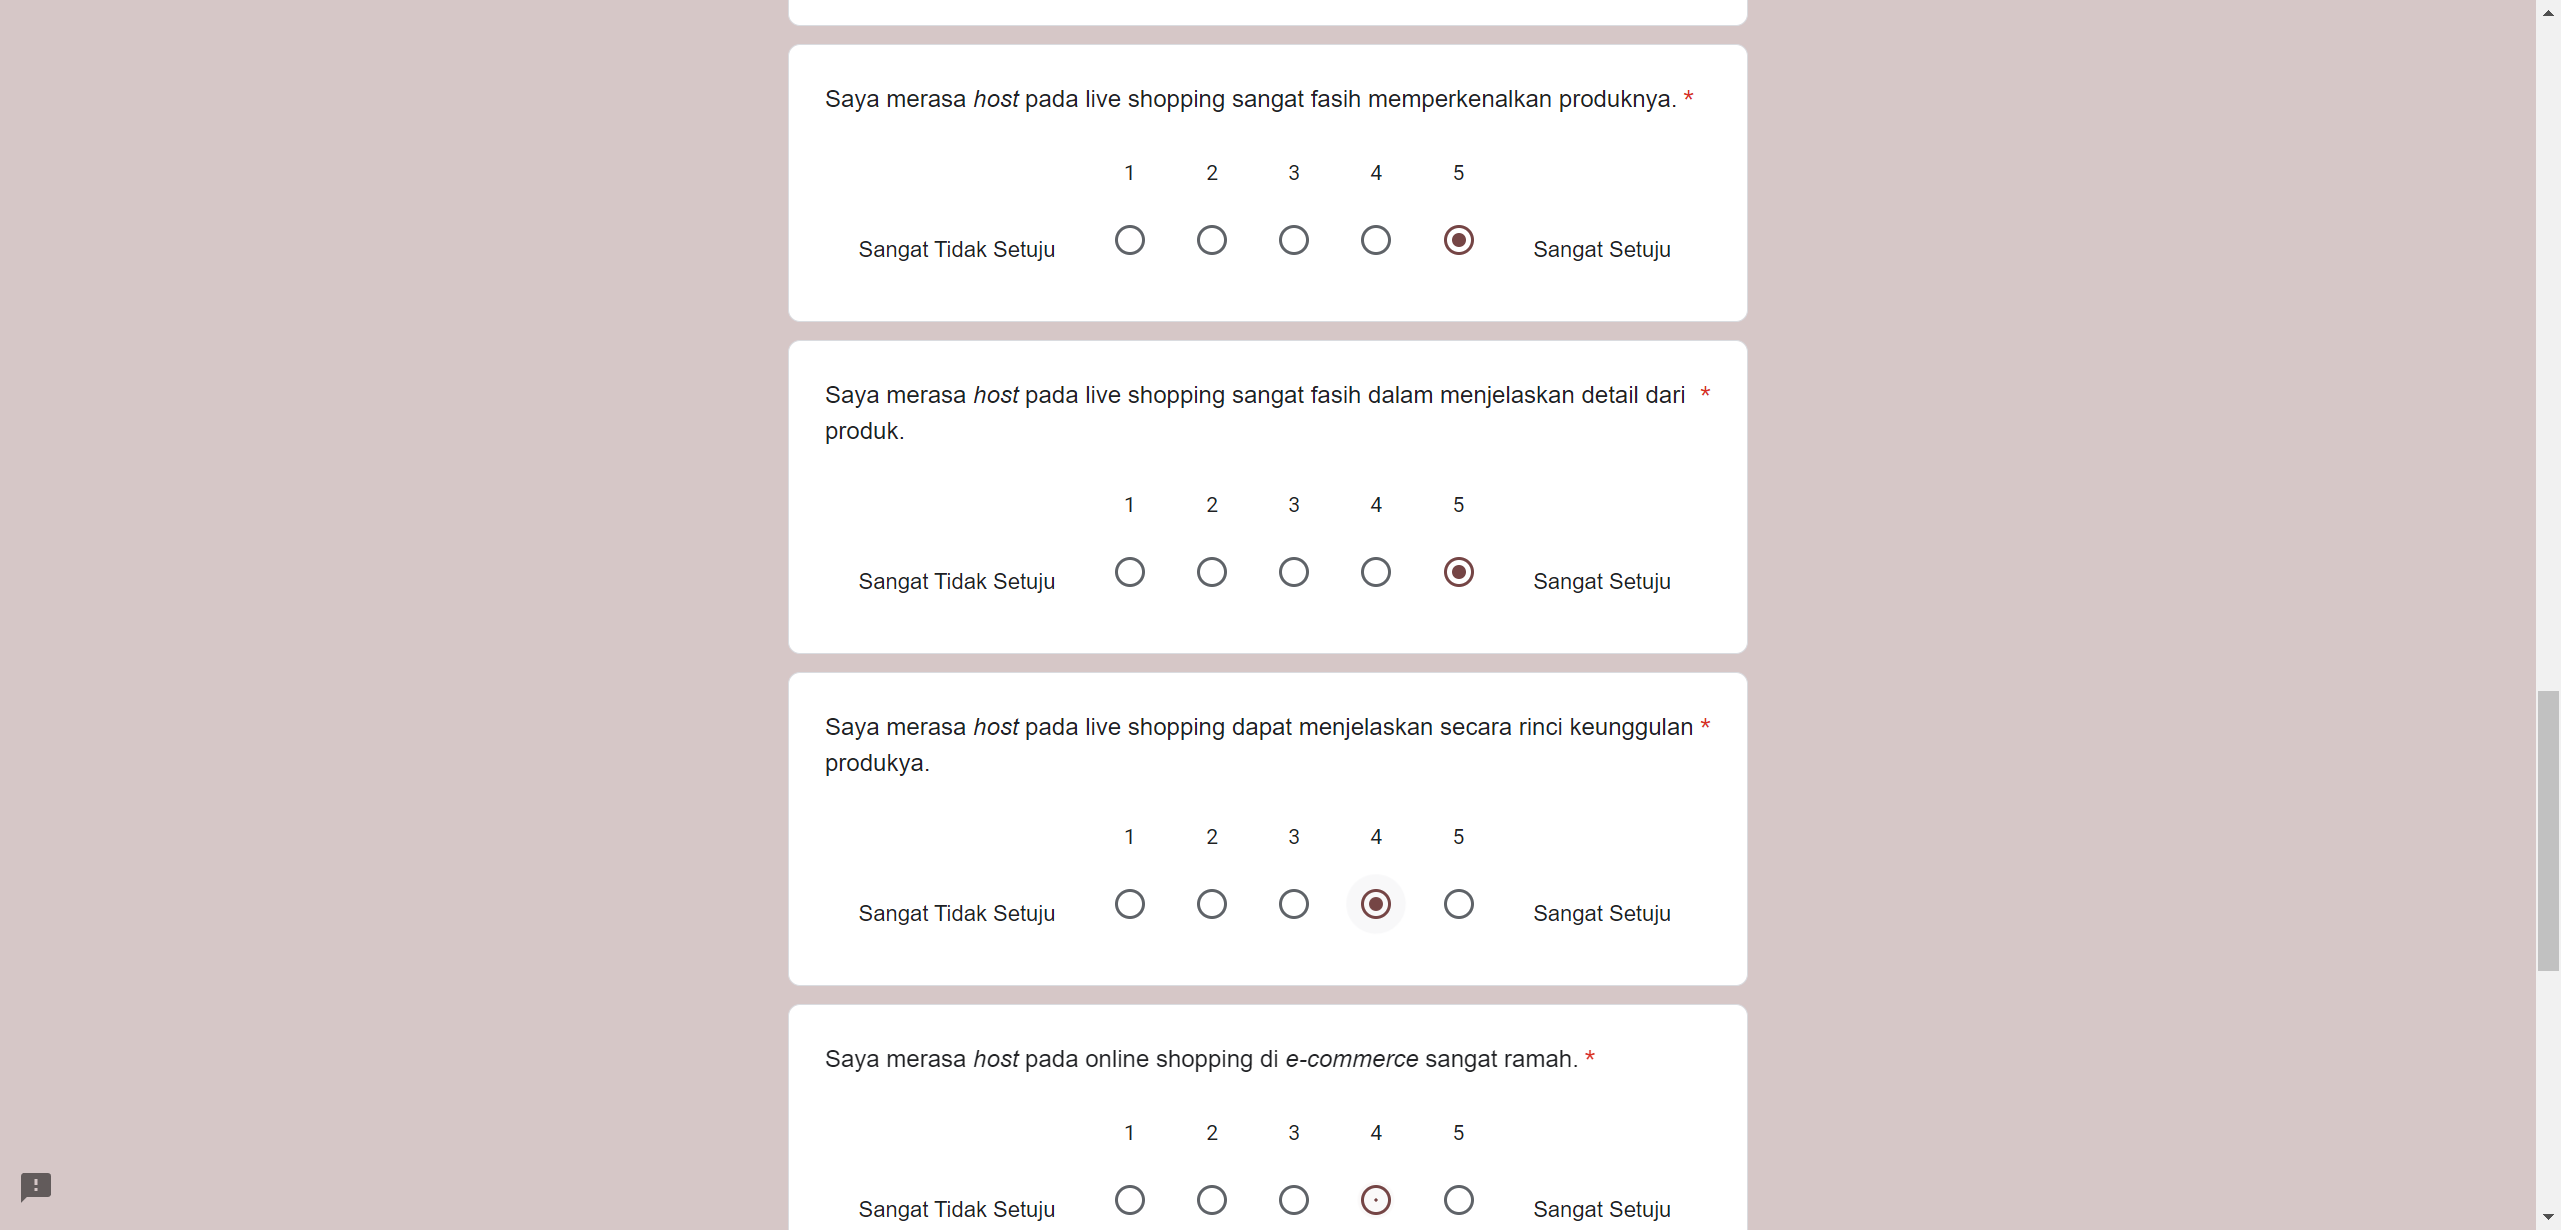 Saya merasa host pada live shopping sangat fasih memperkenalkan produknya. *
1 2 3 4 5
Sangat Tidak Setuju Sangat Setuju
Saya merasa host pada live shopping sangat fasih dalam menjelaskan detail dari *
produk.
1 2 3 4 5
Sangat Tidak Setuju Sangat Setuju
Saya merasa host pada live shopping dapat menjelaskan secara rinci keunggulan *
produkya.
1 2 3 4 5
Sangat Tidak Setuju Sangat Setuju
Saya merasa host pada online shopping di e-commerce sangat ramah. *
1 2 3 4 5
Sangat Tidak Setuju Sangat Setuju